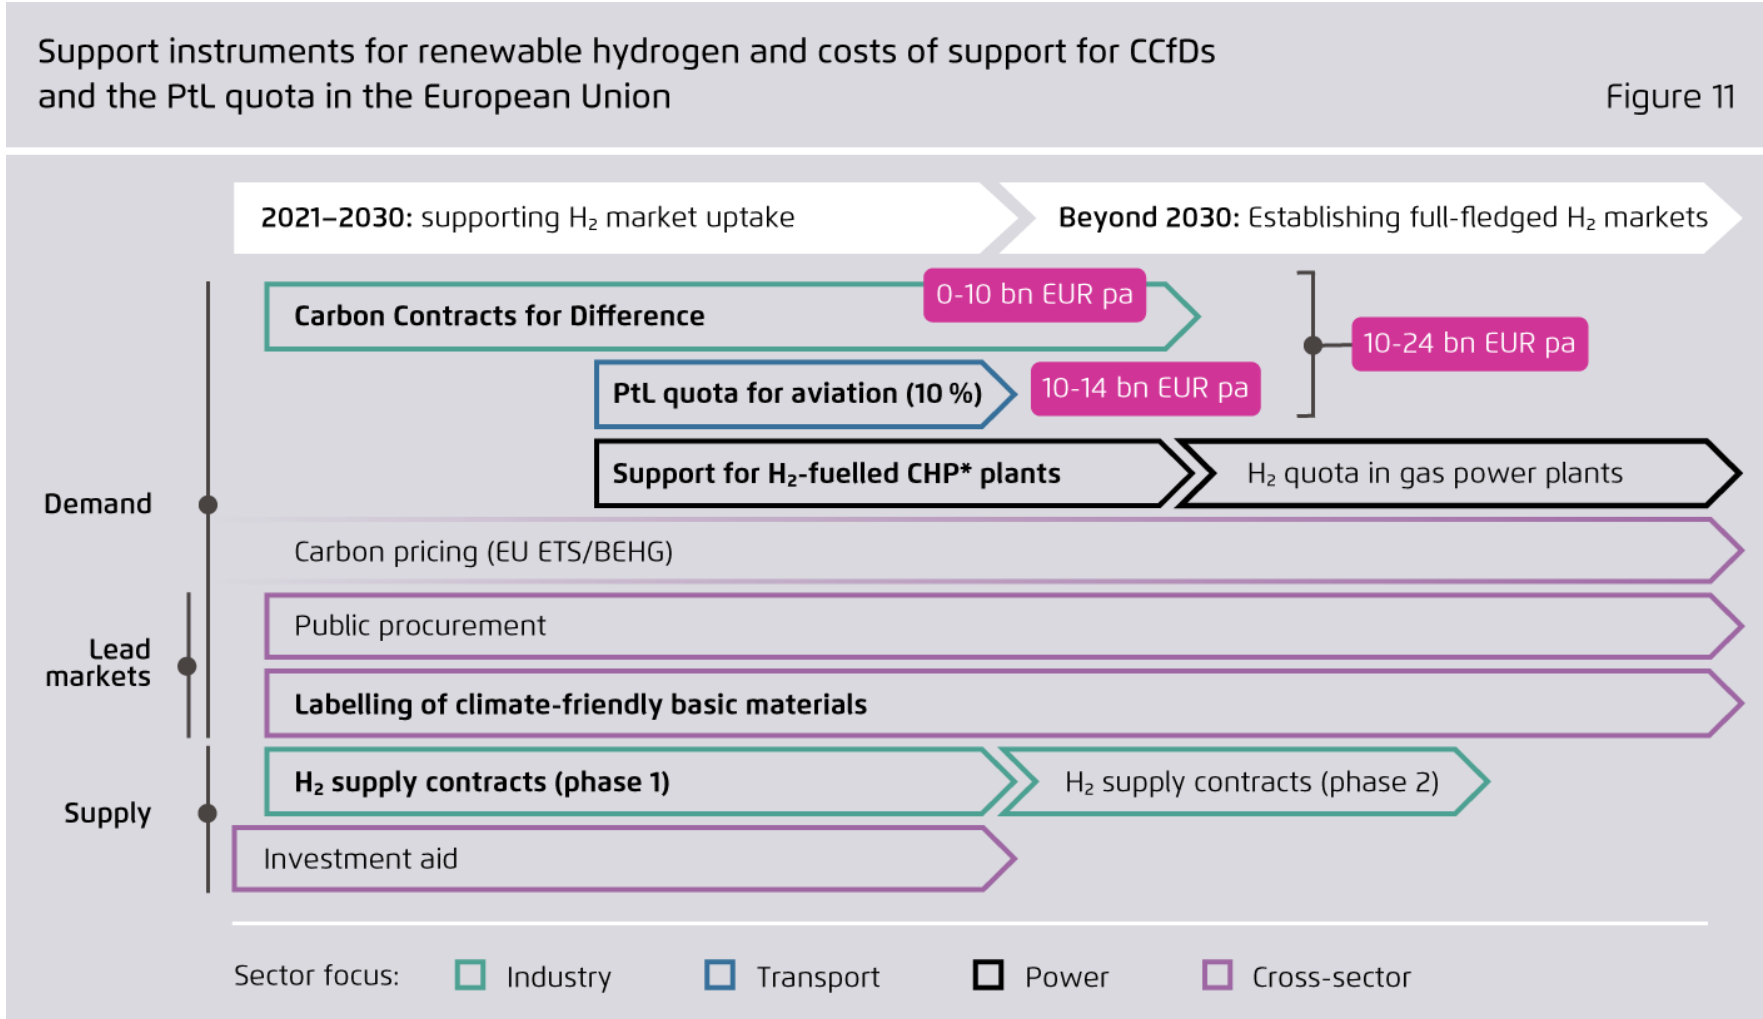 Support instruments for renewable hydrogen and costs of support for CCfDs
and the PtL quota in the European Union
Figure 11
2021–2030: supporting H₂ market uptake
Beyond 2030: Establishing full-fledged H₂ markets
0-10 bn EUR pa
Carbon Contracts for Difference
10-24 bn EUR pa
PtL quota for aviation (10 %)
10-14 bn EUR pa
Support for H₂-fuelled CHP* plants
H₂ quota in gas power plants
Demand
Carbon pricing (EU ETS/BEHG)
Public procurement
Lead
markets
Labelling of climate-friendly basic materials
H₂ supply contracts (phase 1)
H₂ supply contracts (phase 2)
Supply
Investment aid
Sector focus:
Industry
Transport
Power
Cross-sector